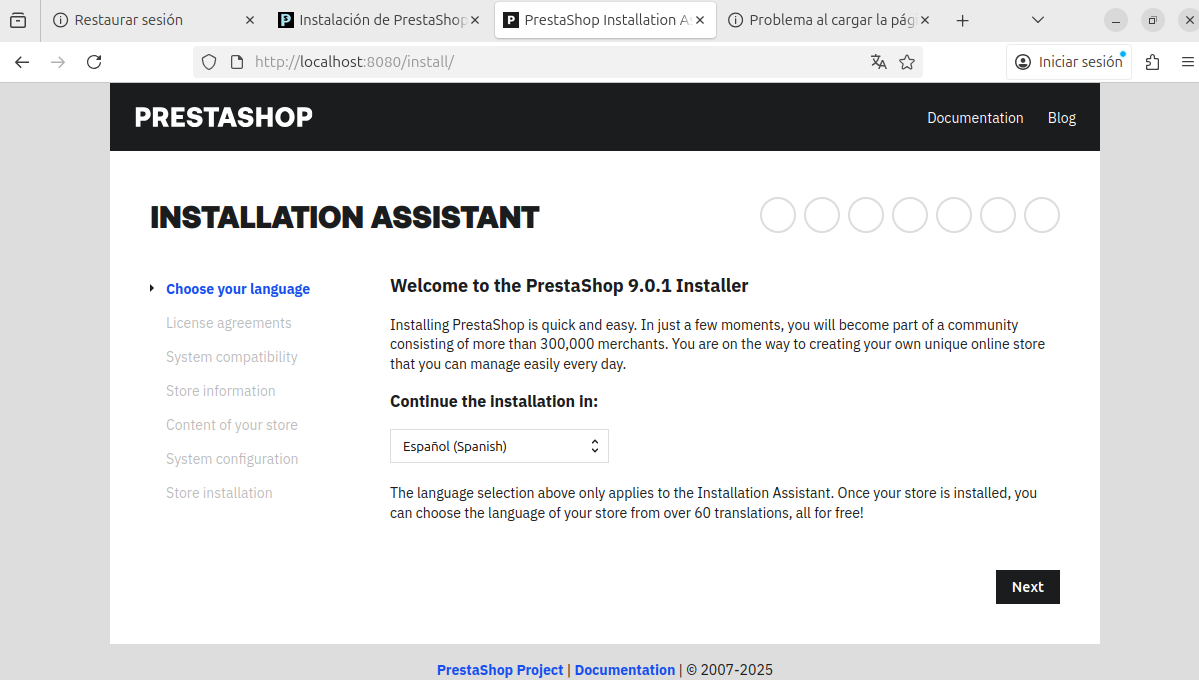 Restaurar sesión
Instalación de PrestaShop
PrestaShop Installation As
Problema al cargar la pág
http://localhost:8080/install/
Iniciar sesión
PRESTASHOP
Documentation
Blog
INSTALLATION ASSISTANT
Choose your language
License agreements
System compatibility
Store information
Content of your store
System configuration
Store installation
Welcome to the PrestaShop 9.0.1 Installer
Installing PrestaShop is quick and easy. In just a few moments, you will become part of a community
consisting of more than 300,000 merchants. You are on the way to creating your own unique online store
that you can manage easily every day.
Continue the installation in:
Español (Spanish)
The language selection above only applies to the Installation Assistant. Once your store is installed, you
can choose the language of your store from over 60 translations, all for free!
Next
PrestaShop Project | Documentation | © 2007-2025